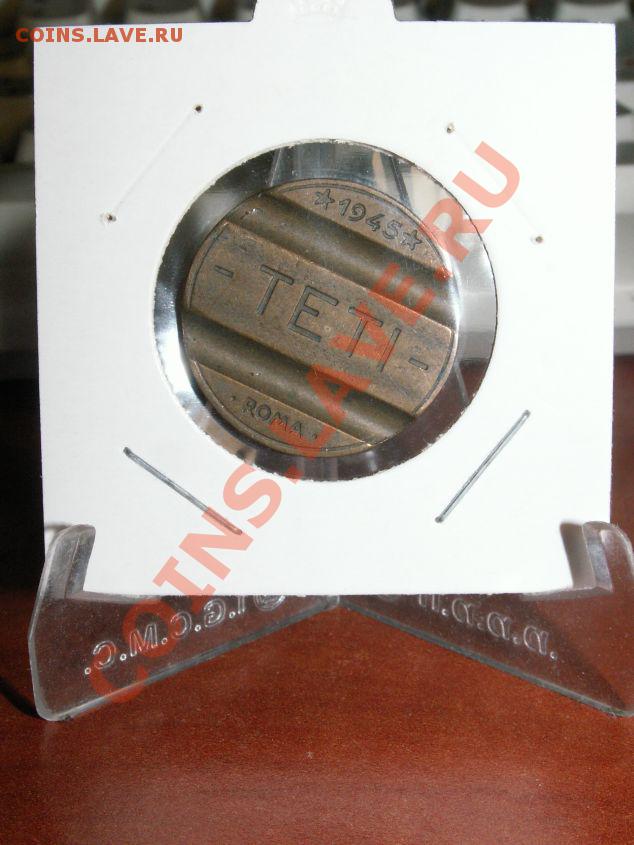 COINS.LAVE.RU
★1945★
- TETI -
· ROMA ·
COINS.LAVE.RU
.C.M.C.G.I.